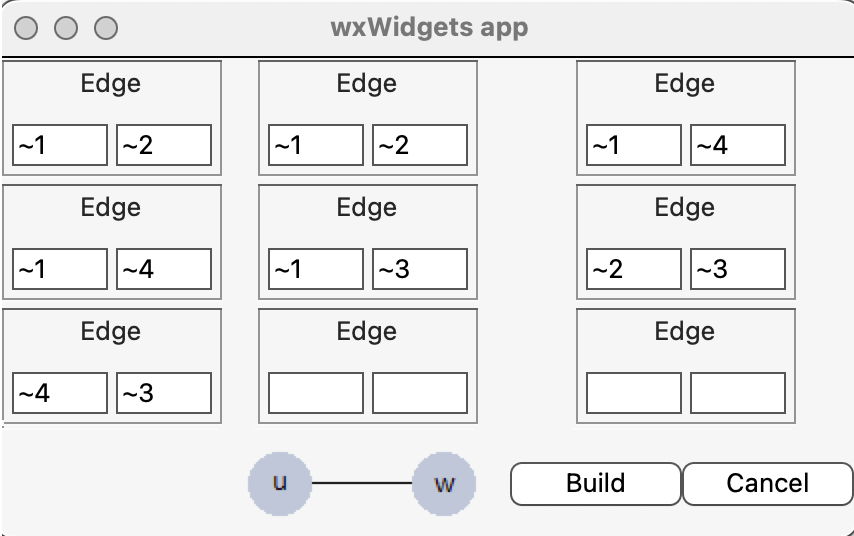 wxWidgets app
Edge Edge Edge
~1 ~2 ~1 ~2 ~1 ~4
Edge Edge Edge
~1 ~4 ~1 ~3 ~2 ~3
Edge Edge Edge
~4 ~3
u w Build Cancel